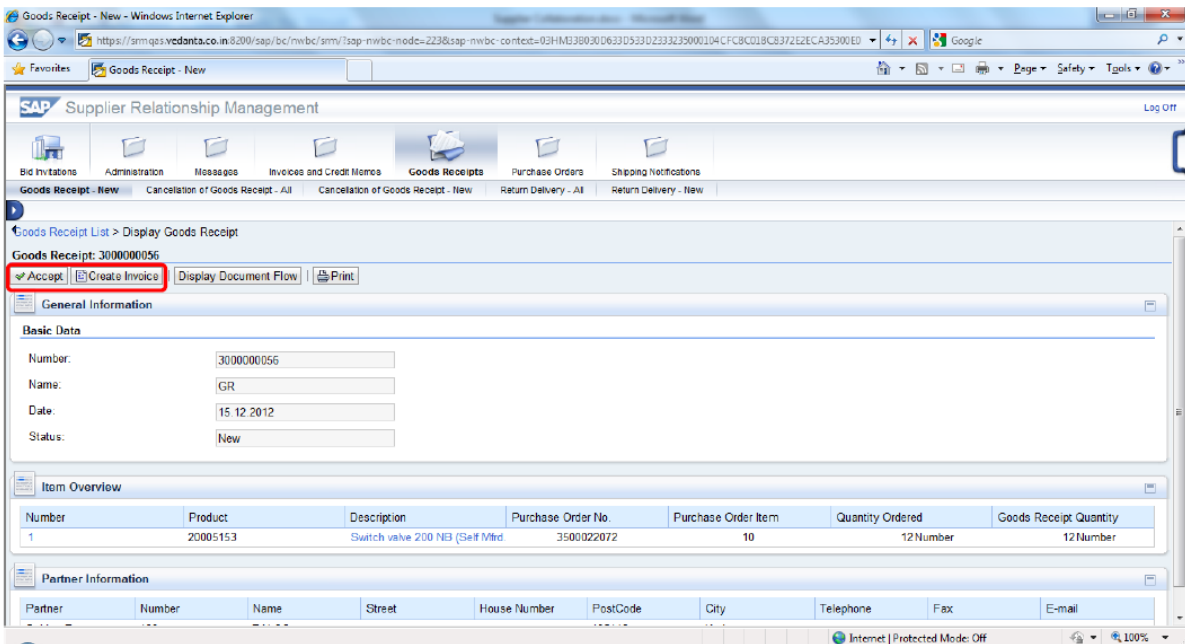 Goods Receipt - New - Windows Internet Explorer
https://srmqas.vedanta.co.in:8200/sap/bc/nwbc/srm/?sap-nwbc-node=223&sap-nwbc-context= Google
Favorites Goods Receipt - New Page Safety Tools
SAP Supplier Relationship Management Log Off
Bid Invitations Administration Messages Invoices and Credit Memos Goods Receipts Purchase Orders Shipping Notifications
Goods Receipt - New Cancellation of Goods Receipt - All Cancellation of Goods Receipt - New Return Delivery - All Return Delivery - New
Goods Receipt List > Display Goods Receipt
Goods Receipt: 3000000056
Accept Create Invoice Display Document Flow Print
General Information
Basic Data
Number: 3000000056
Name: GR
Date: 15.12.2012
Status: New
Item Overview
Number Product Description Purchase Order No. Purchase Order Item Quantity Ordered Goods Receipt Quantity
1 20005153 Switch valve 200 NB (Self Mfrd. 3500022072 10 12 Number 12 Number
Partner Information
Partner Number Name Street House Number PostCode City Telephone Fax E-mail
Internet | Protected Mode: Off 100%